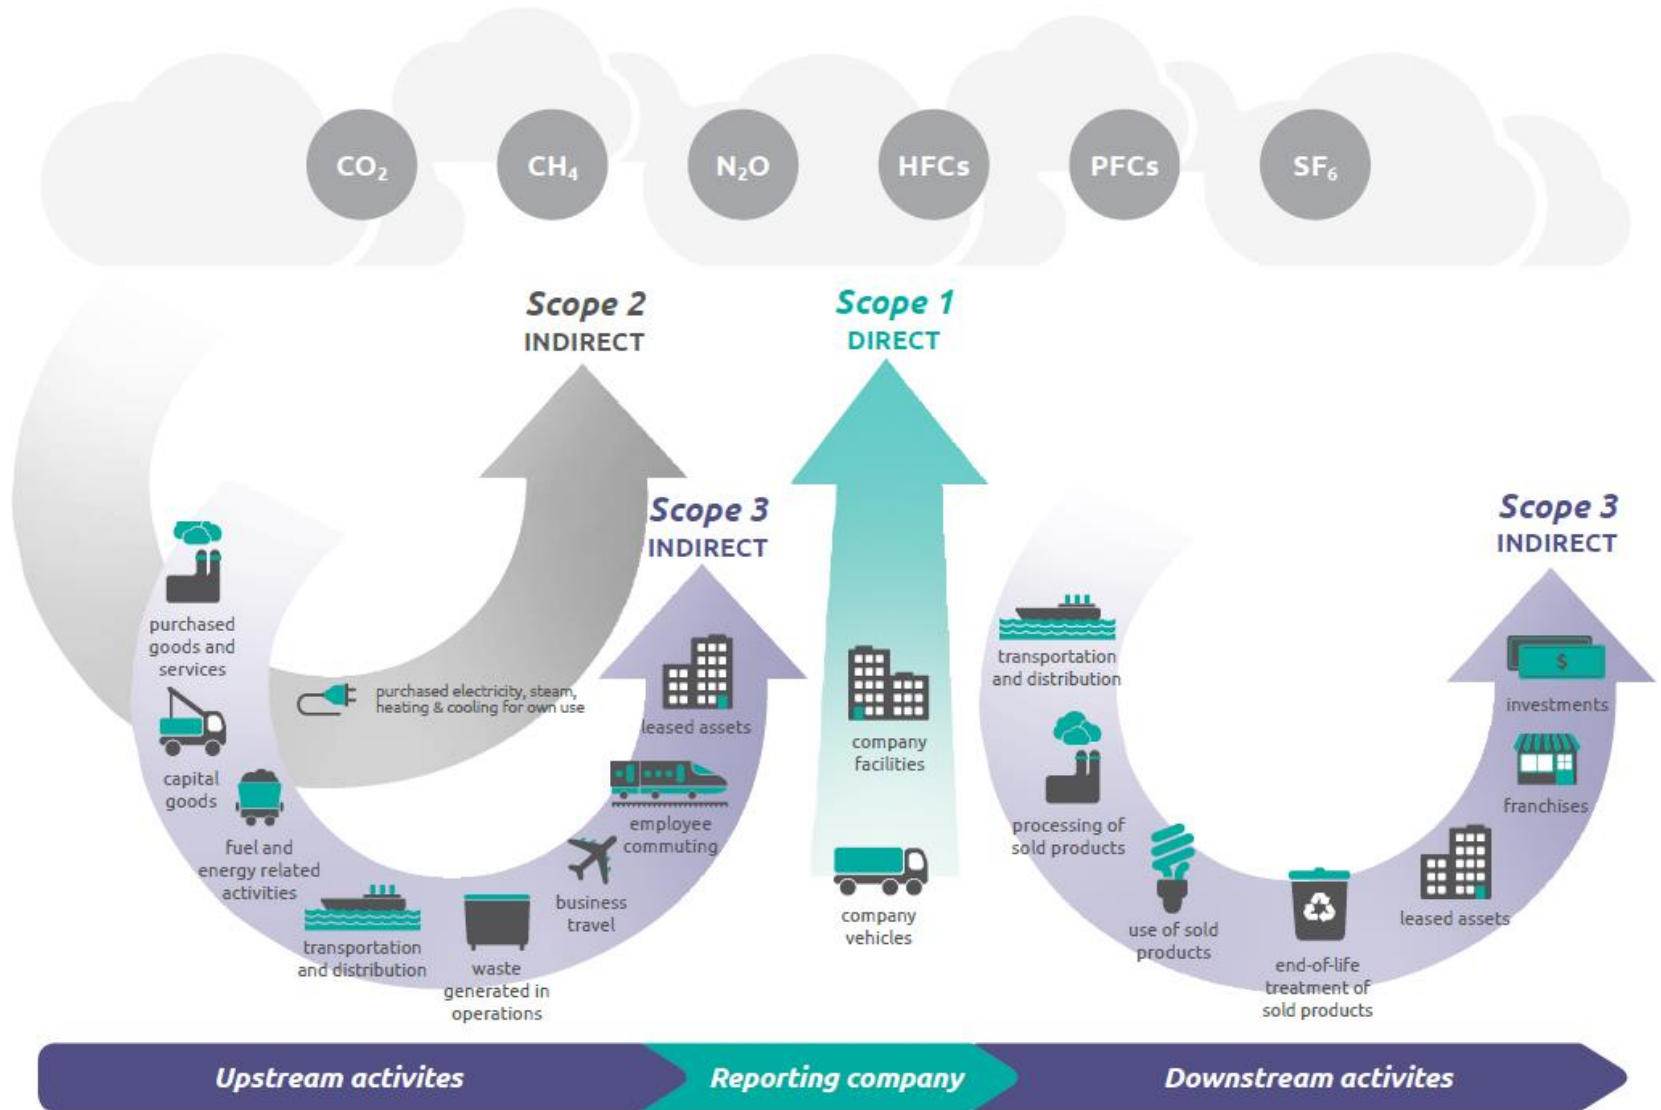 CO₂
CH₄
N₂O
HFCs
PFCs
SF₆
Scope 2
INDIRECT
Scope 1
DIRECT
Scope 3
INDIRECT
Scope 3
INDIRECT
purchased
goods and
services
capital
goods
fuel and
energy related
activities
transportation
and distribution
waste
generated in
operations
business
travel
employee
commuting
leased assets
purchased electricity, steam,
heating & cooling for own use
company
facilities
company
vehicles
transportation
and distribution
processing of
sold products
use of sold
products
end-of-life
treatment of
sold products
leased assets
franchises
$
investments
Upstream activites
Reporting company
Downstream activites